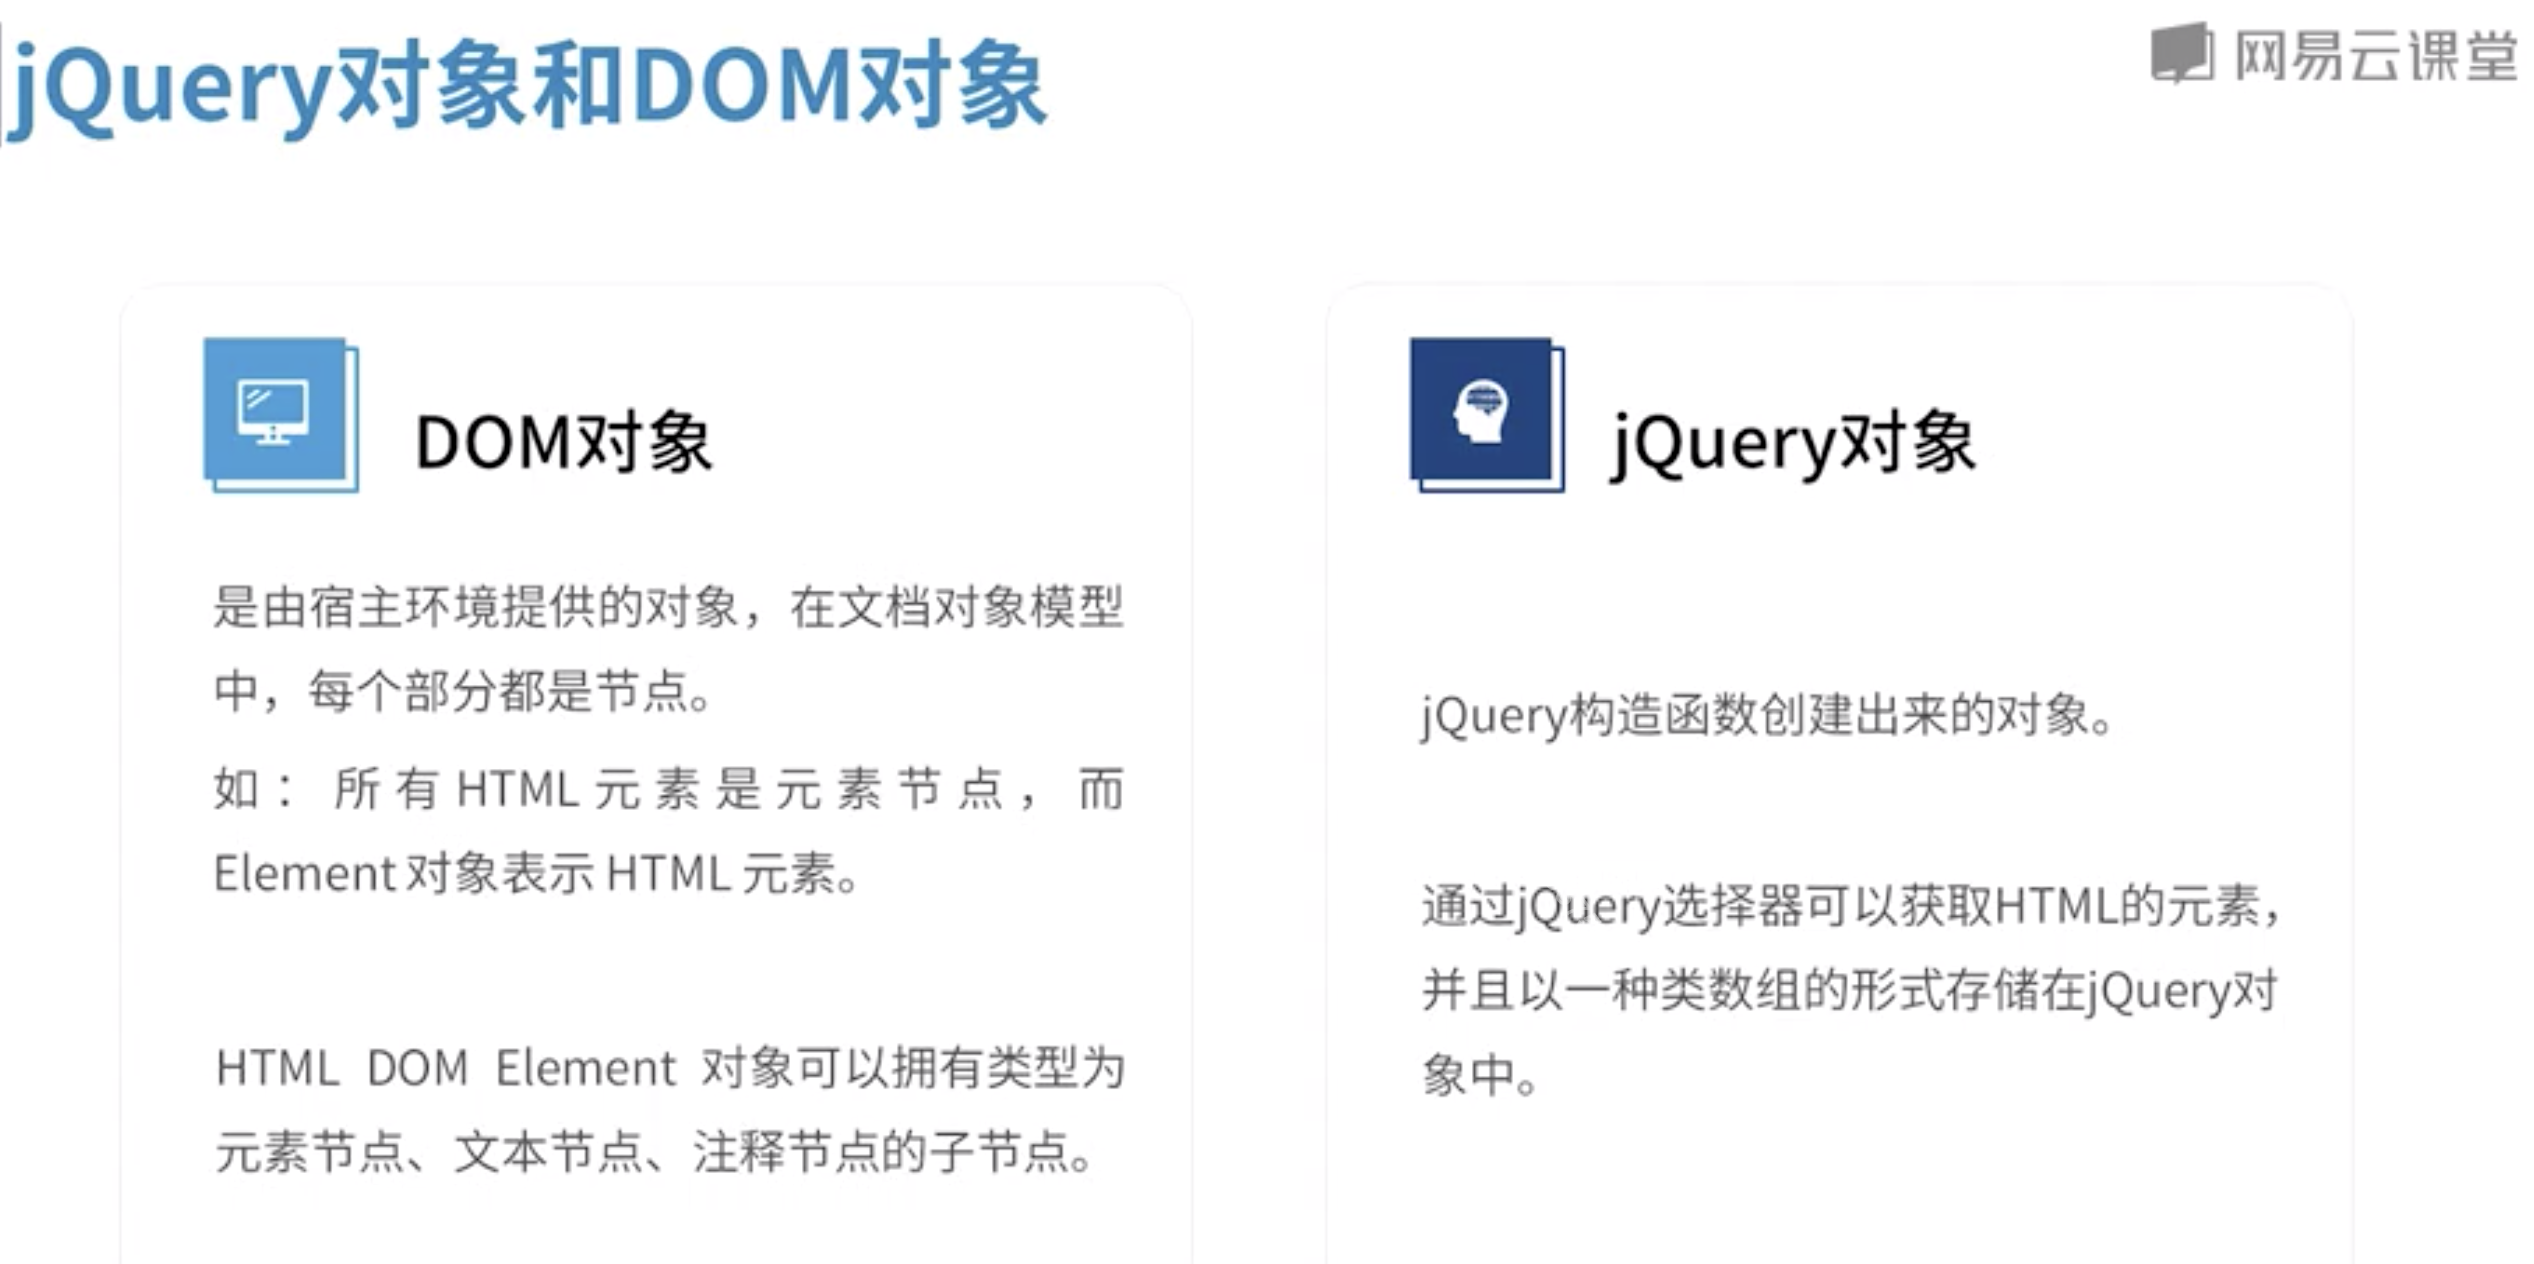 jQuery对象和DOM对象
网易云课堂
DOM对象
是由宿主环境提供的对象，在文档对象模型
中，每个部分都是节点。
如：所有HTML元素是元素节点，而
Element对象表示HTML元素。
HTML DOM Element 对象可以拥有类型为
元素节点、文本节点、注释节点的子节点。
jQuery对象
jQuery构造函数创建出来的对象。
通过jQuery选择器可以获取HTML的元素，
并且以一种类数组的形式存储在jQuery对
象中。